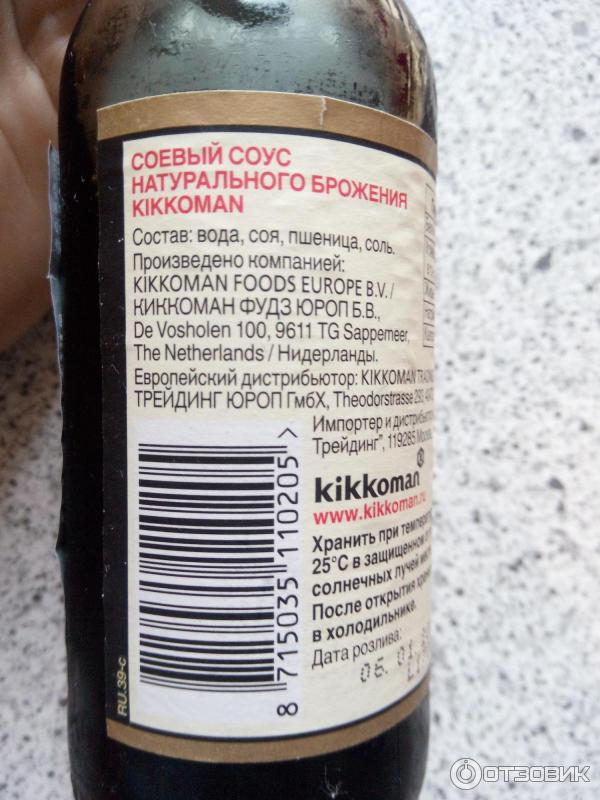 СОЕВЫЙ СОУС
НАТУРАЛЬНОГО БРОЖЕНИЯ
KIKKOMAN
Состав: вода, соя, пшеница, соль.
Произведено компанией:
KIKKOMAN FOODS EUROPE B.V. /
КИККОМАН ФУДЗ ЮРОП Б.В.,
De Vosholen 100, 9611 TG Sappemeer,
The Netherlands / Нидерланды.
Европейский дистрибьютор: KIKKOMAN
ТРЕЙДИНГ ЮРОП ГмбХ, Theodorstrasse
Импортер и
Трейдинг", 119285
kikkoman®
www.kikkoman.ru
Хранить при
25°C в защищенном от
солнечных лучей
После открытия
в холодильнике.
Дата розлива:
06. 01.
8 715035 110205 >
RU.39-c
ОТЗОВИК